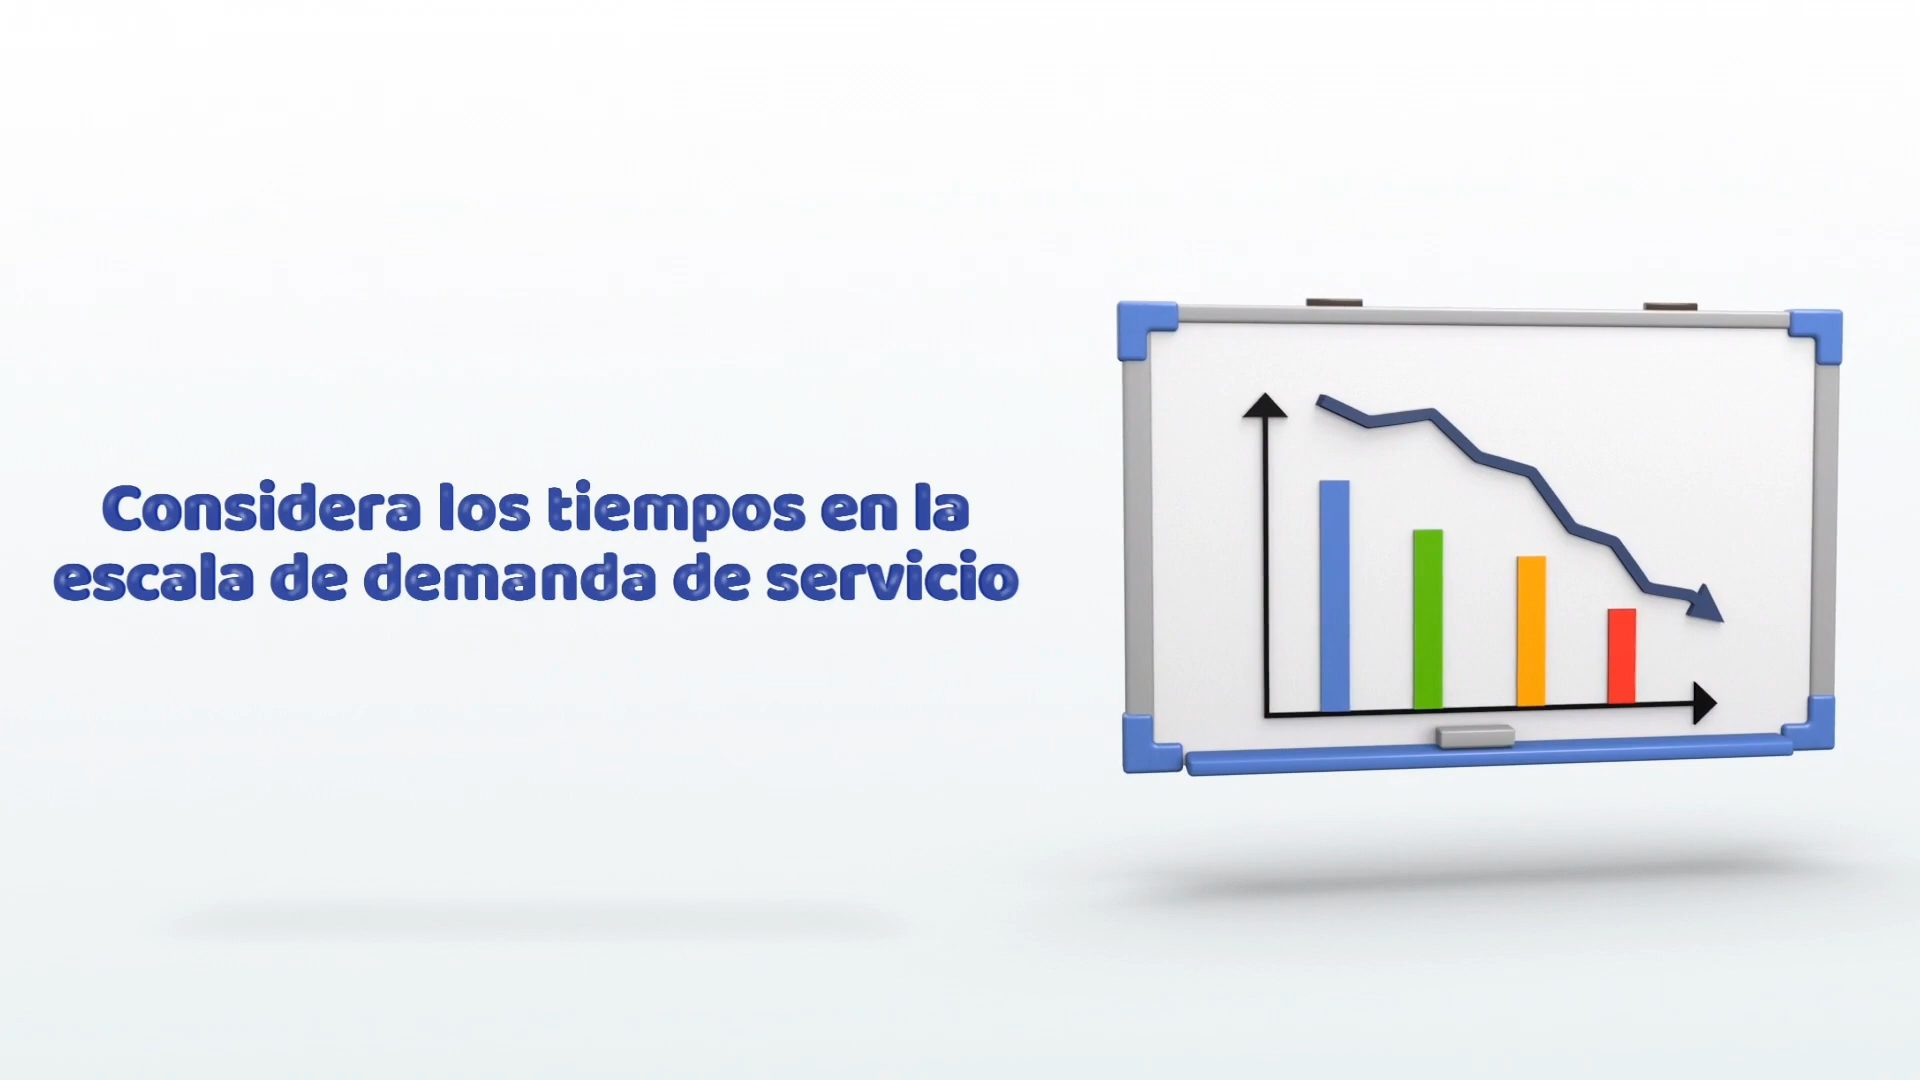 Considera los tiempos en la
escala de demanda de servicio